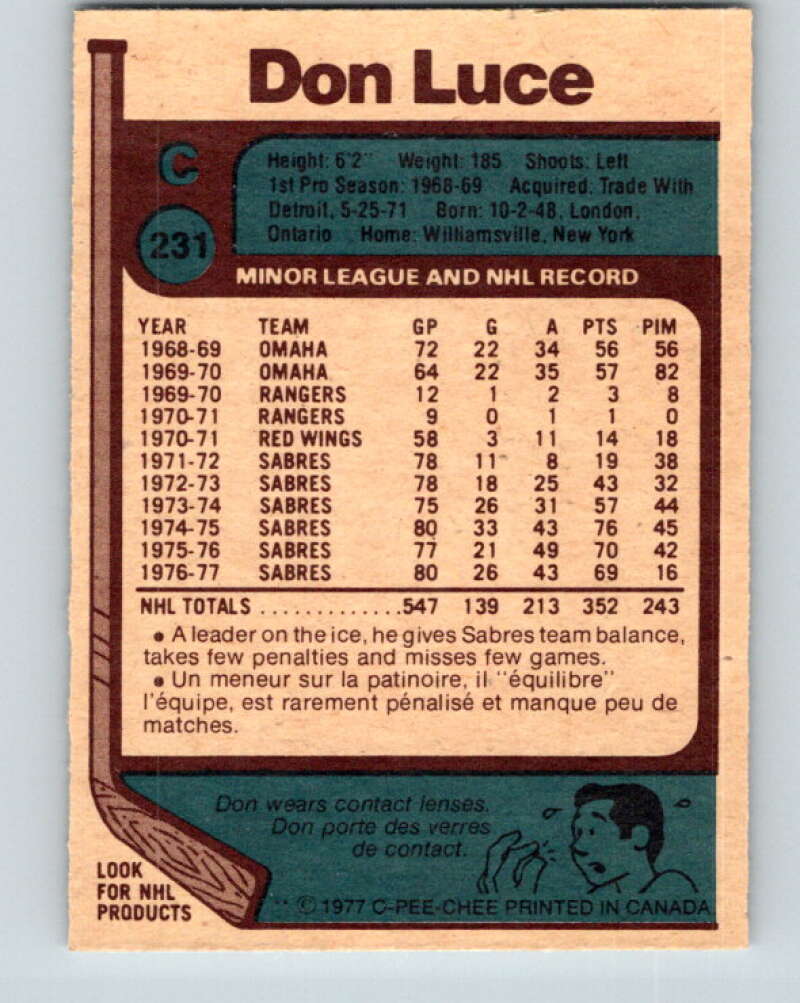 Don Luce
C
Height: 6'2" Weight: 185 Shoots: Left
1st Pro Season: 1968-69 Acquired: Trade With
Detroit, 5-25-71 Born: 10-2-48, London,
Ontario Home: Williamsville, New York
231
MINOR LEAGUE AND NHL RECORD
YEAR TEAM GP G A PTS PIM
1968-69 OMAHA 72 22 34 56 56
1969-70 OMAHA 64 22 35 57 82
1969-70 RANGERS 12 1 2 3 8
1970-71 RANGERS 9 0 1 1 0
1970-71 RED WINGS 58 3 11 14 18
1971-72 SABRES 78 11 8 19 38
1972-73 SABRES 78 18 25 43 32
1973-74 SABRES 75 26 31 57 44
1974-75 SABRES 80 33 43 76 45
1975-76 SABRES 77 21 49 70 42
1976-77 SABRES 80 26 43 69 16
NHL TOTALS .............547 139 213 352 243
• A leader on the ice, he gives Sabres team balance,
takes few penalties and misses few games.
• Un meneur sur la patinoire, il "équilibre"
l'équipe, est rarement pénalisé et manque peu de
matches.
Don wears contact lenses.
Don porte des verres
de contact.
LOOK
FOR NHL
PRODUCTS
© 1977 O-PEE-CHEE PRINTED IN CANADA